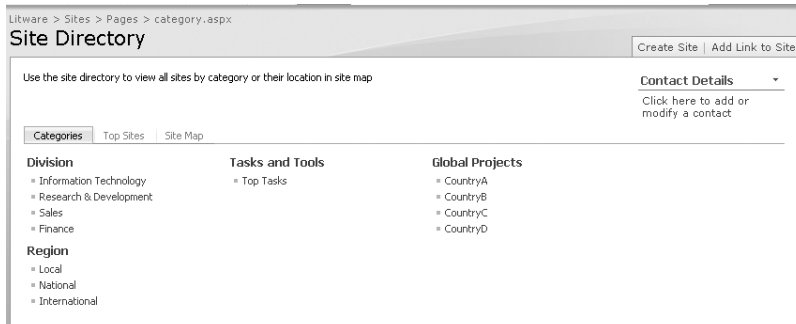 Litware > Sites > Pages > category.aspx
Site Directory
Create Site | Add Link to Site
Use the site directory to view all sites by category or their location in site map
Contact Details
Click here to add or
modify a contact
Categories Top Sites Site Map
Division
Information Technology
Research & Development
Sales
Finance
Region
Local
National
International
Tasks and Tools
Top Tasks
Global Projects
CountryA
CountryB
CountryC
CountryD